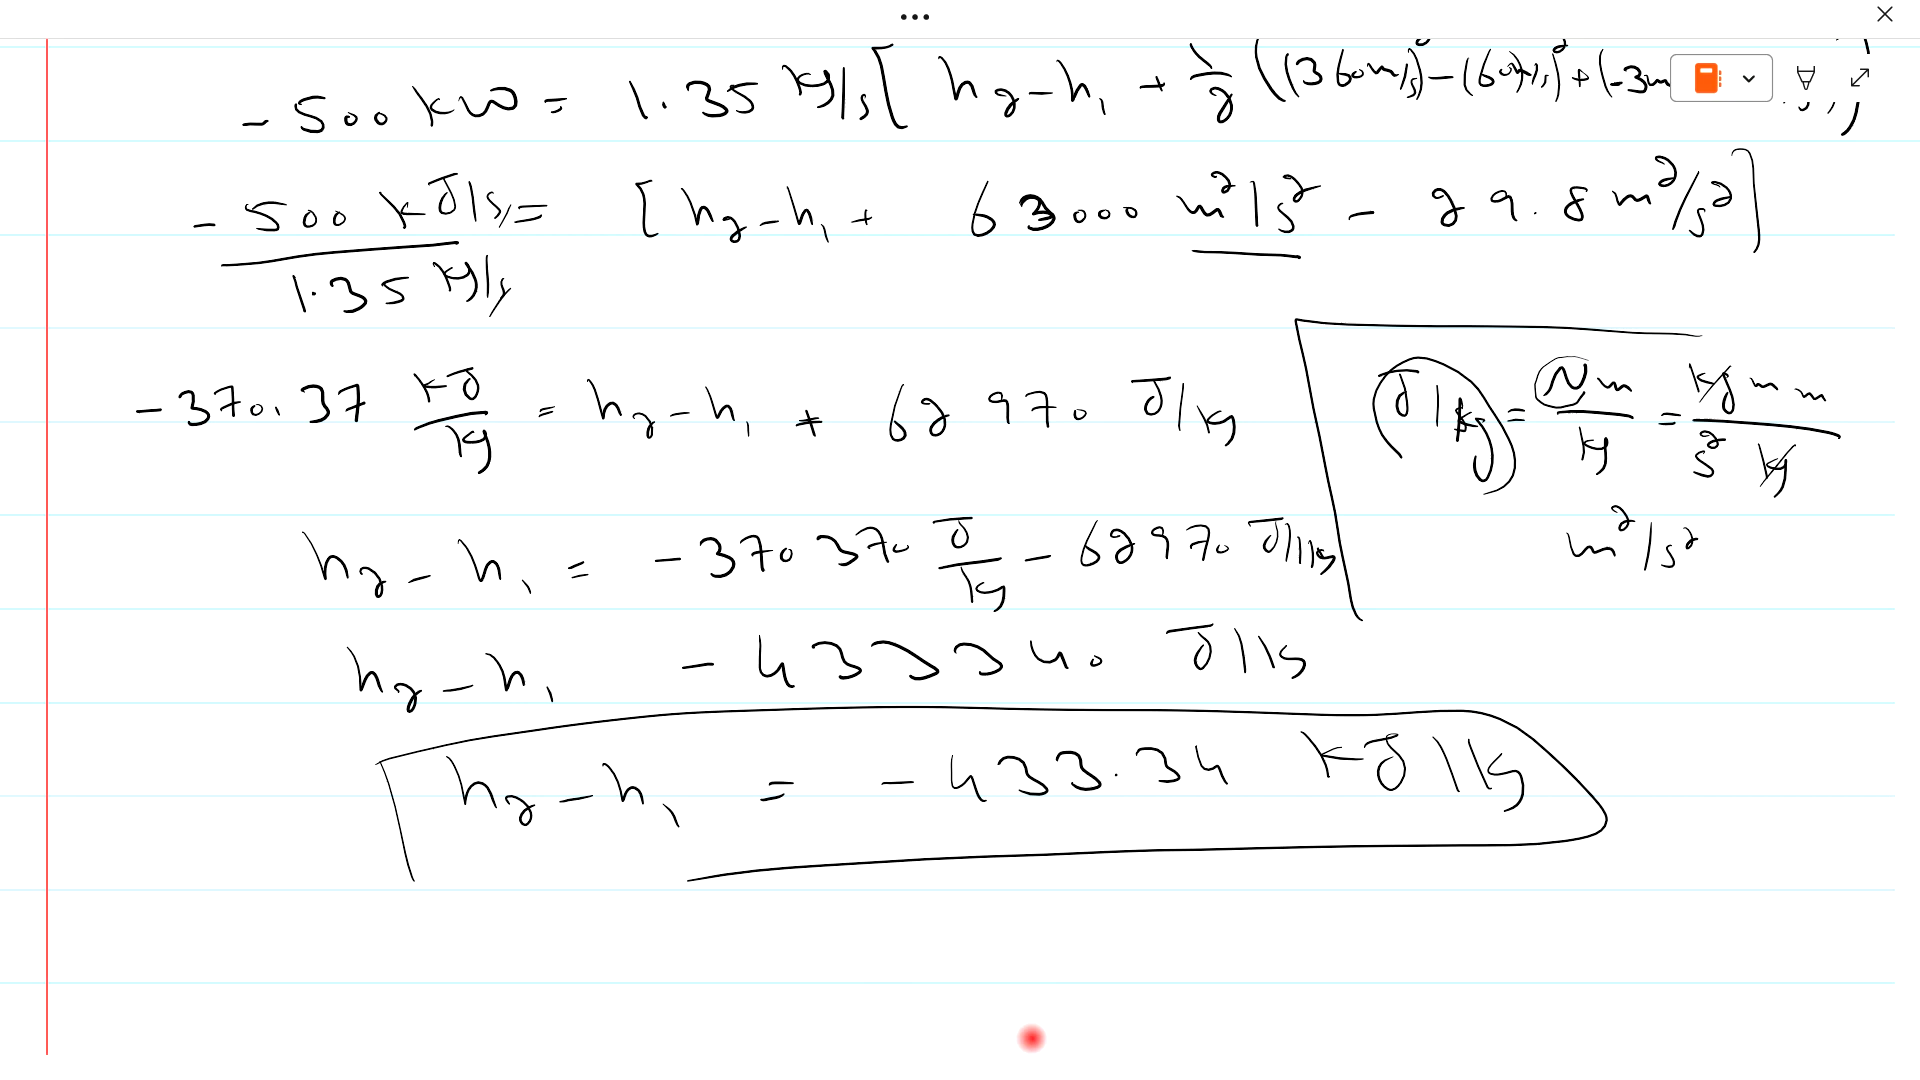 - 500 kW = 1.35 kg/s [ h₂ - h₁ + 1/2 ((360 m/s)² - (60 m/s)² + (-3m
- 500 kJ/s / 1.35 kg/s = [ h₂ - h₁ + 63000 m²/s² - 29.8 m²/s² ]
- 370.37 kJ/kg = h₂ - h₁ + 62970 J/kg
J/kg = Nm/kg = kg m m / s² kg
m²/s²
h₂ - h₁ = - 370370 J/kg - 62970 J/kg
h₂ - h₁ - 433340 J/kg
h₂ - h₁ = - 433.34 kJ/kg